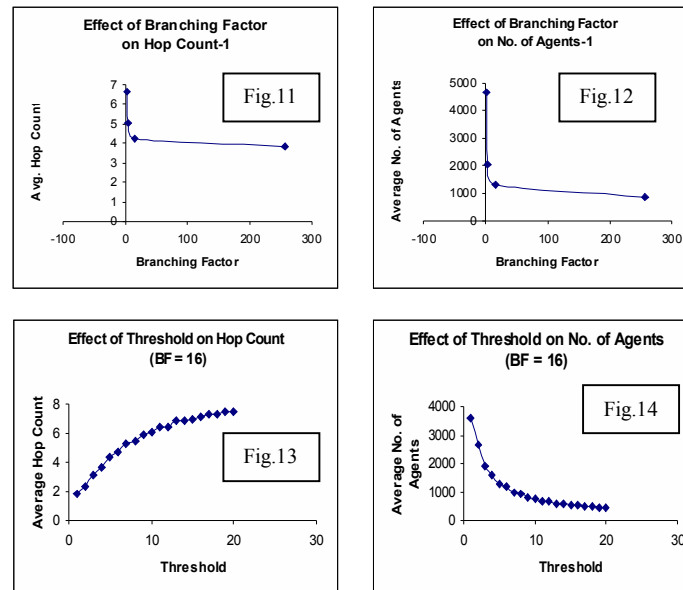 Effect of Branching Factor
on Hop Count-1
Fig.11
7
6
5
4
3
2
1
0
Avg. Hop Count
-100 0 100 200 300
Branching Factor
Effect of Branching Factor
on No. of Agents-1
Fig.12
5000
4000
3000
2000
1000
0
Average No. of Agents
-100 0 100 200 300
Branching Factor
Effect of Threshold on Hop Count
(BF = 16)
Fig.13
8
6
4
2
0
Average Hop Count
0 10 20 30
Threshold
Effect of Threshold on No. of Agents
(BF = 16)
Fig.14
4000
3000
2000
1000
0
Average No. of
Agents
0 10 20 30
Threshold